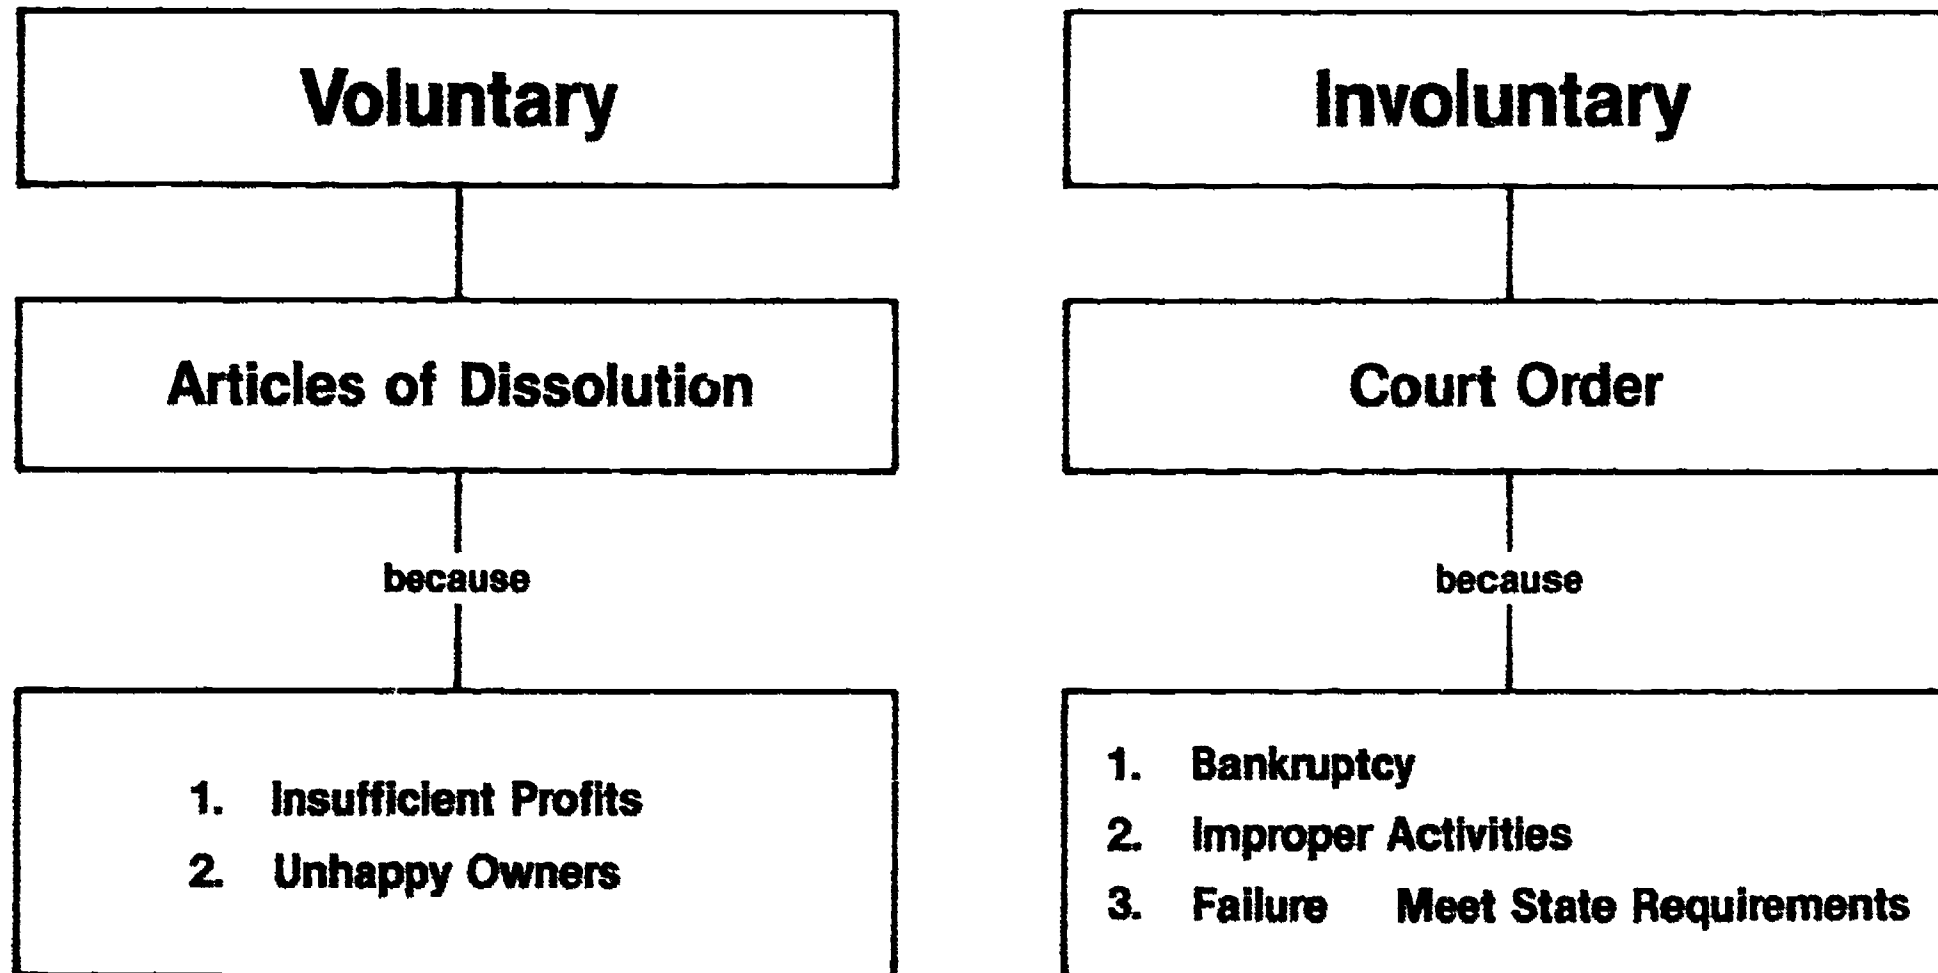 Voluntary
Articles of Dissolution
because
1. Insufficient Profits
2. Unhappy Owners
Involuntary
Court Order
because
1. Bankruptcy
2. Improper Activities
3. Failure Meet State Requirements